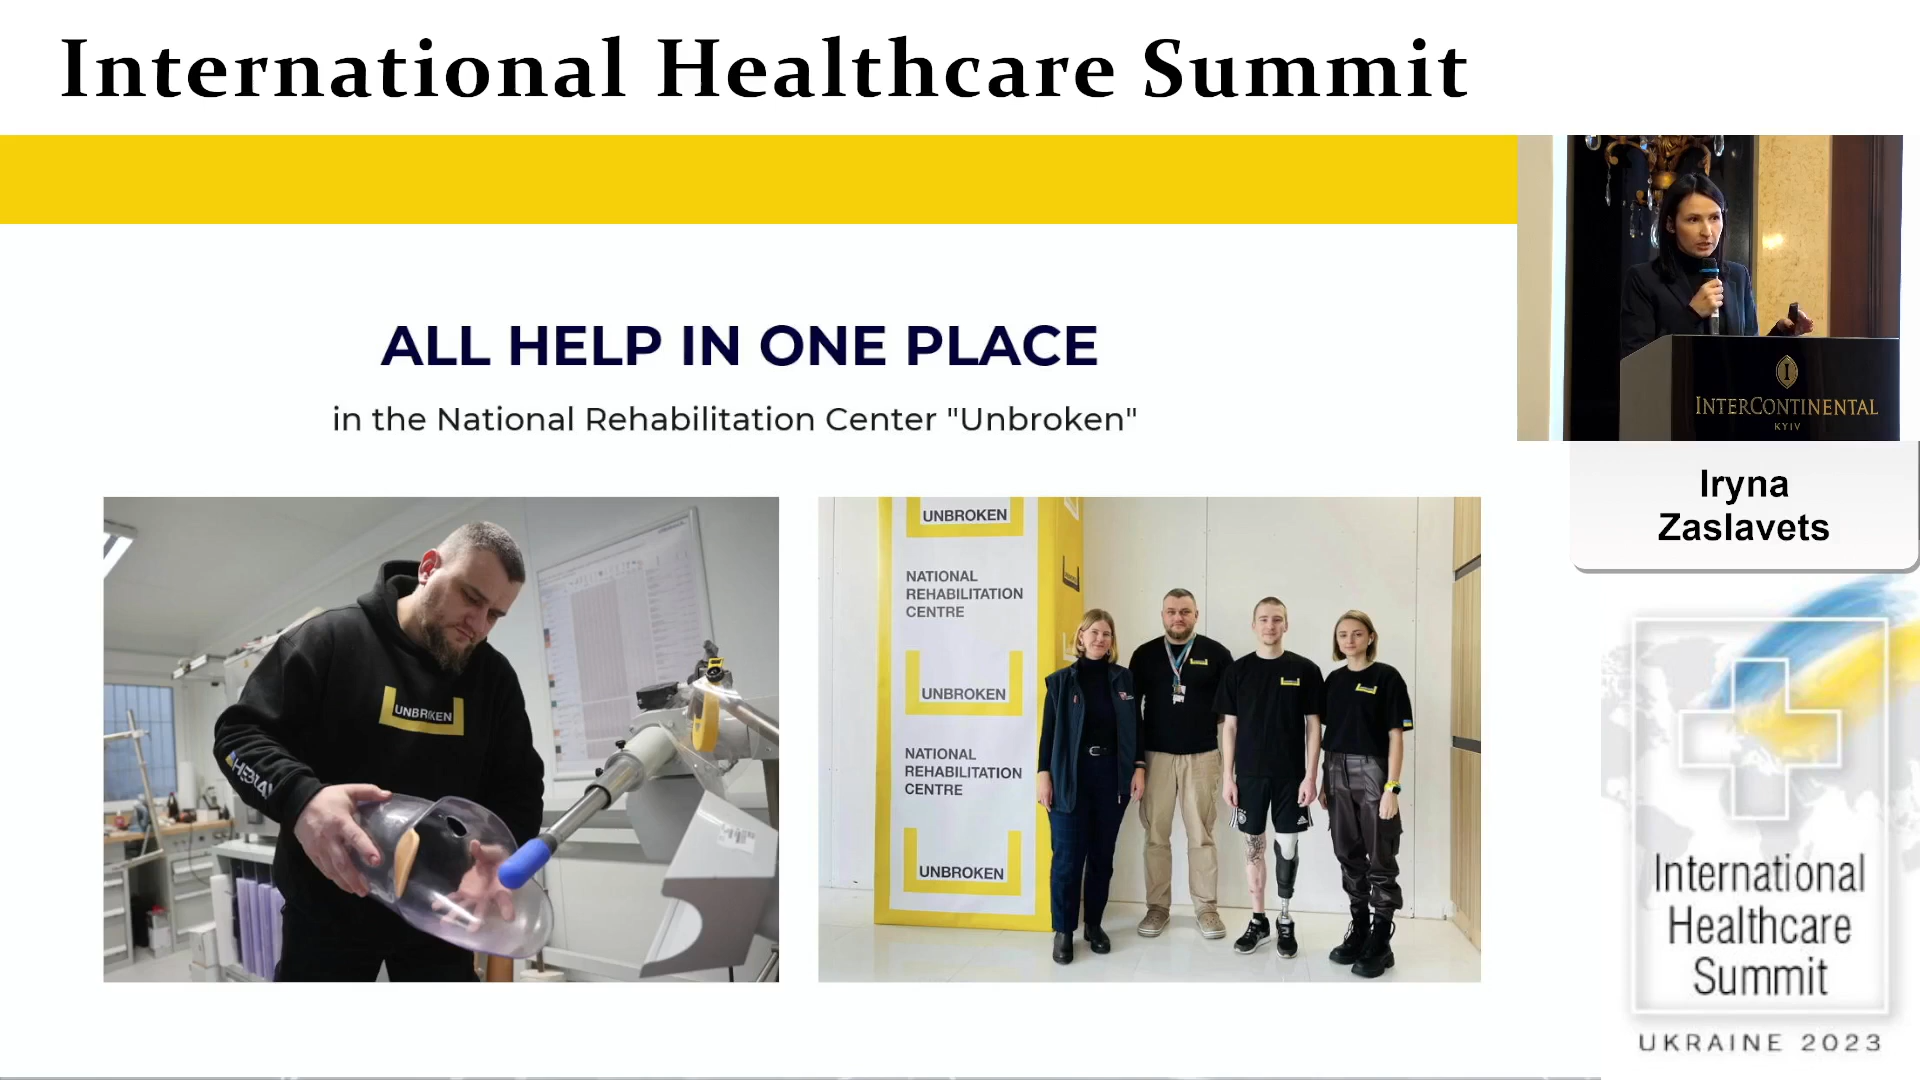 International Healthcare Summit
ALL HELP IN ONE PLACE
in the National Rehabilitation Center "Unbroken"
UNBROKEN
UNBROKEN
NATIONAL
REHABILITATION
CENTRE
UNBROKEN
NATIONAL
REHABILITATION
CENTRE
UNBROKEN
INTERCONTINENTAL
KYIV
Iryna
Zaslavets
International
Healthcare
Summit
UKRAINE 2023